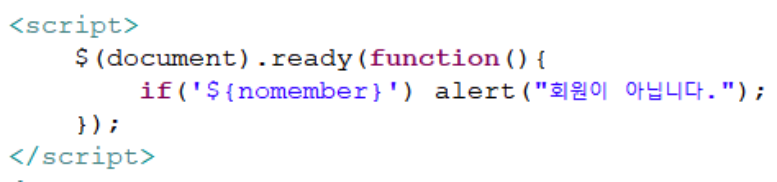 <script>
$(document).ready(function(){
if('${nomember}') alert("회원이 아닙니다.");
});
</script>